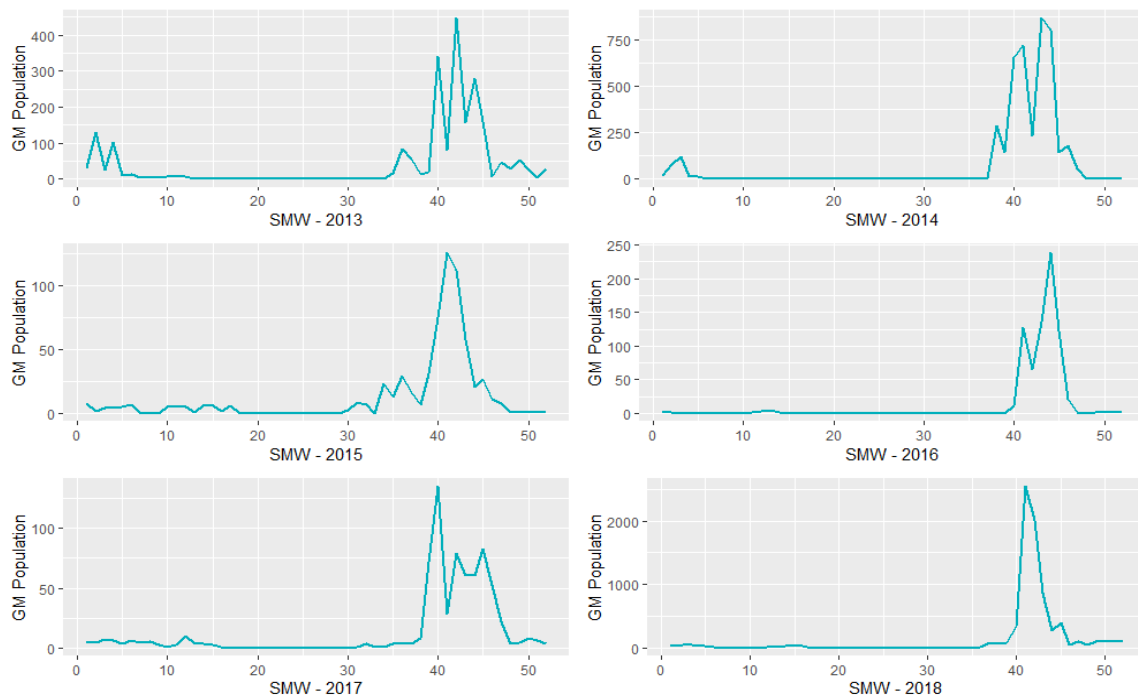 GM Population
400
300
200
100
0
0 10 20 30 40 50
SMW - 2013
GM Population
750
500
250
0
0 10 20 30 40 50
SMW - 2014
GM Population
100
50
0
0 10 20 30 40 50
SMW - 2015
GM Population
250
200
150
100
50
0
0 10 20 30 40 50
SMW - 2016
GM Population
100
50
0
0 10 20 30 40 50
SMW - 2017
GM Population
2000
1000
0
0 10 20 30 40 50
SMW - 2018